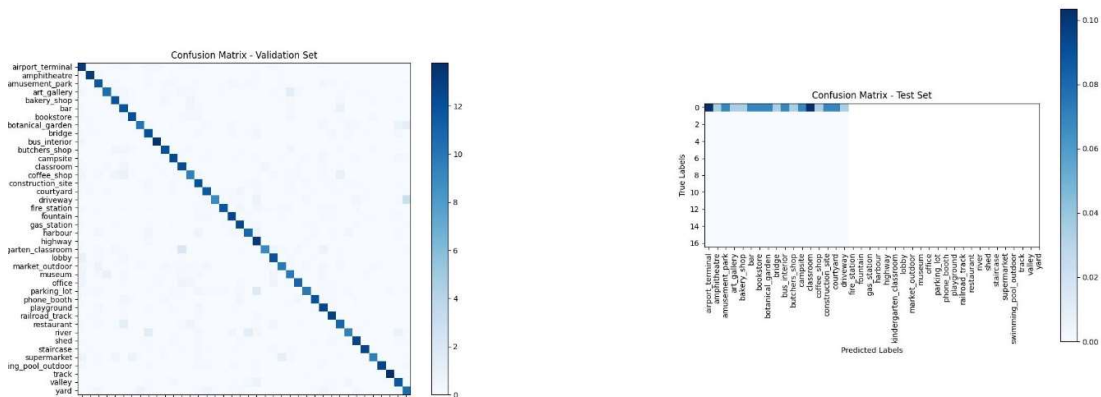 Confusion Matrix - Validation Set
airport_terminal
amphitheatre
amusement_park
art_gallery
bakery_shop
bar
bookstore
botanical_garden
bridge
bus_interior
butchers_shop
campsite
classroom
coffee_shop
construction_site
courtyard
driveway
fire_station
fountain
gas_station
harbour
highway
garten_classroom
lobby
market_outdoor
museum
office
parking_lot
phone_booth
playground
railroad_track
restaurant
river
shed
staircase
supermarket
ing_pool_outdoor
track
valley
yard
12
10
8
6
4
2
0
Confusion Matrix - Test Set
True Labels
0
2
4
6
8
10
12
14
16
airport_terminal
amphitheatre
amusement_park
art_gallery
bakery_shop
bar
bookstore
botanical_garden
bridge
bus_interior
butchers_shop
campsite
classroom
coffee_shop
construction_site
courtyard
driveway
fire_station
fountain
gas_station
harbour
highway
kindergarten_classroom
lobby
market_outdoor
museum
office
parking_lot
phone_booth
playground
railroad_track
restaurant
river
shed
staircase
supermarket
swimming_pool_outdoor
track
valley
yard
Predicted Labels
0.10
0.08
0.06
0.04
0.02
0.00